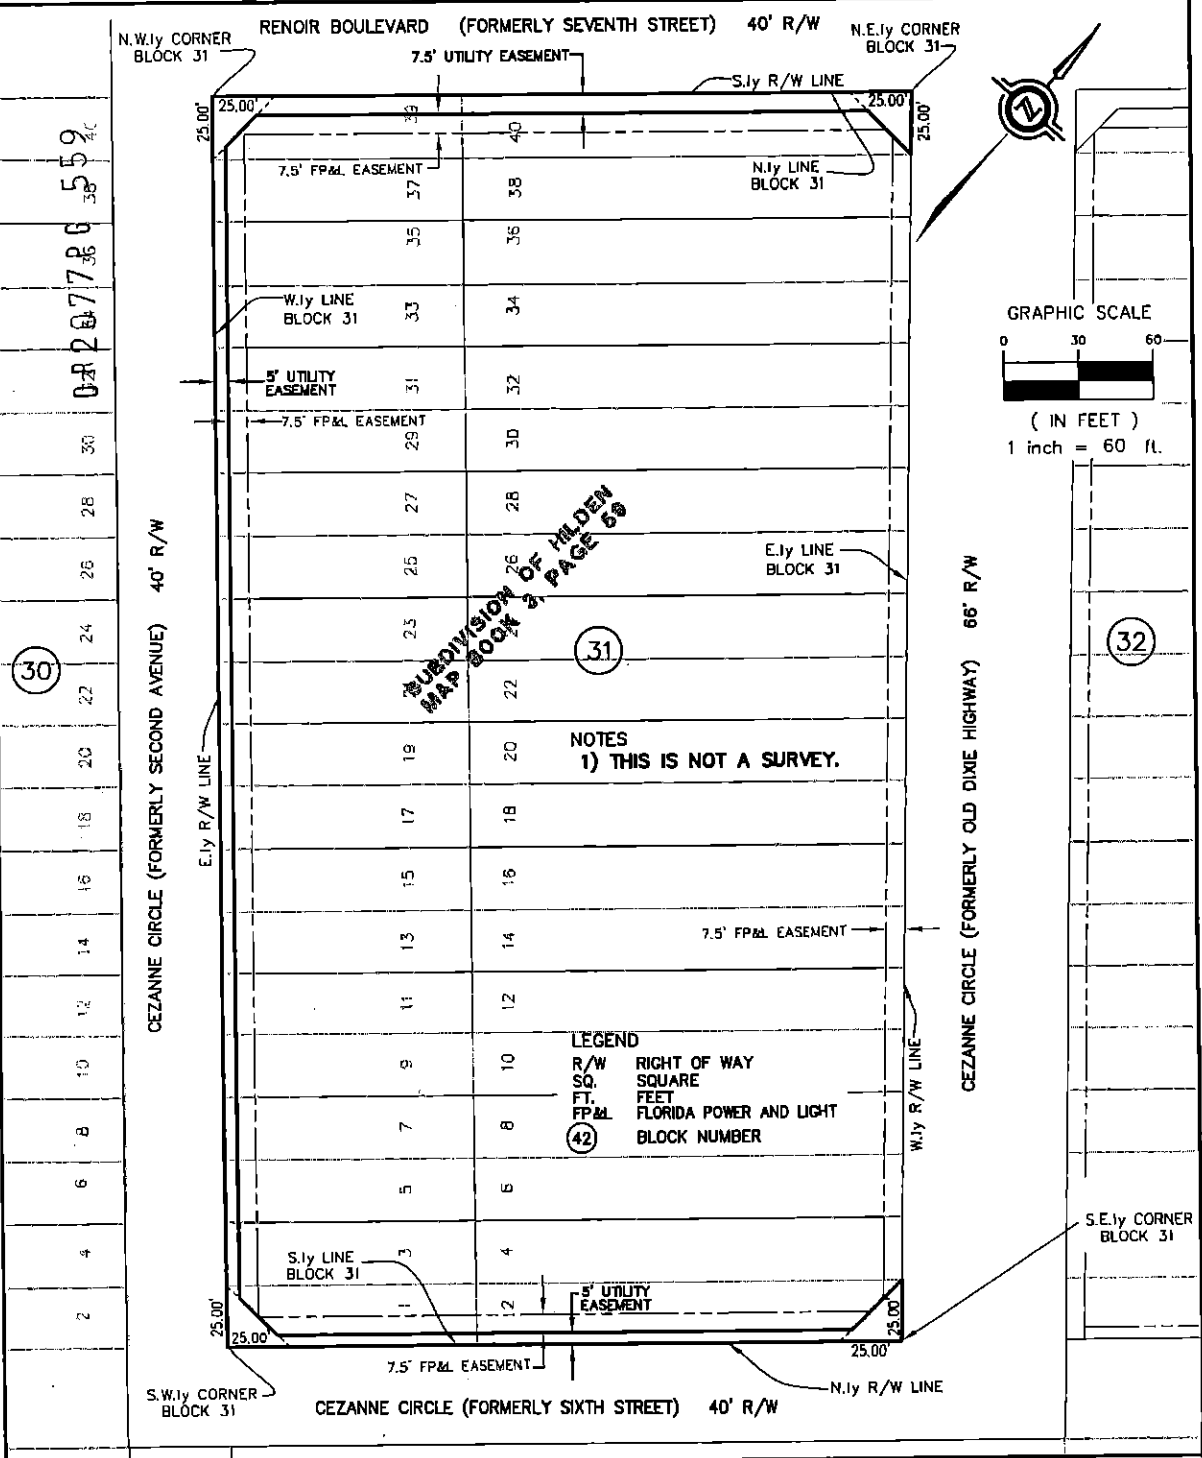 RENOIR BOULEVARD (FORMERLY SEVENTH STREET) 40' R/W
N.W.ly CORNER
BLOCK 31
N.E.ly CORNER
BLOCK 31
7.5' UTILITY EASEMENT
S.ly R/W LINE
25.00'
25.00'
25.00'
25.00'
7.5' FP&L EASEMENT
N.ly LINE
BLOCK 31
N
39
40
37
38
35
36
33
34
31
32
29
30
27
28
25
26
23
22
19
20
17
18
15
16
13
14
11
12
9
10
7
8
5
6
3
4
1
2
W.ly LINE
BLOCK 31
5' UTILITY
EASEMENT
7.5' FP&L EASEMENT
GRAPHIC SCALE
0 30 60
( IN FEET )
1 inch = 60 ft.
OR 20772G 559
38
36
30
28
26
24
22
20
18
16
14
12
10
8
6
4
2
30
31
32
SUBDIVISION OF HILDEN
MAP BOOK 3, PAGE 59
E.ly LINE
BLOCK 31
CEZANNE CIRCLE (FORMERLY SECOND AVENUE) 40' R/W
E.ly R/W LINE
CEZANNE CIRCLE (FORMERLY OLD DIXIE HIGHWAY) 66' R/W
W.ly R/W LINE
NOTES
1) THIS IS NOT A SURVEY.
7.5' FP&L EASEMENT
LEGEND
R/W RIGHT OF WAY
SQ. SQUARE
FT. FEET
FP&L FLORIDA POWER AND LIGHT
42 BLOCK NUMBER
S.ly LINE
BLOCK 31
5' UTILITY
EASEMENT
S.E.ly CORNER
BLOCK 31
25.00'
25.00'
25.00
25.00'
7.5' FP&L EASEMENT
N.ly R/W LINE
S.W.ly CORNER
BLOCK 31
CEZANNE CIRCLE (FORMERLY SIXTH STREET) 40' R/W